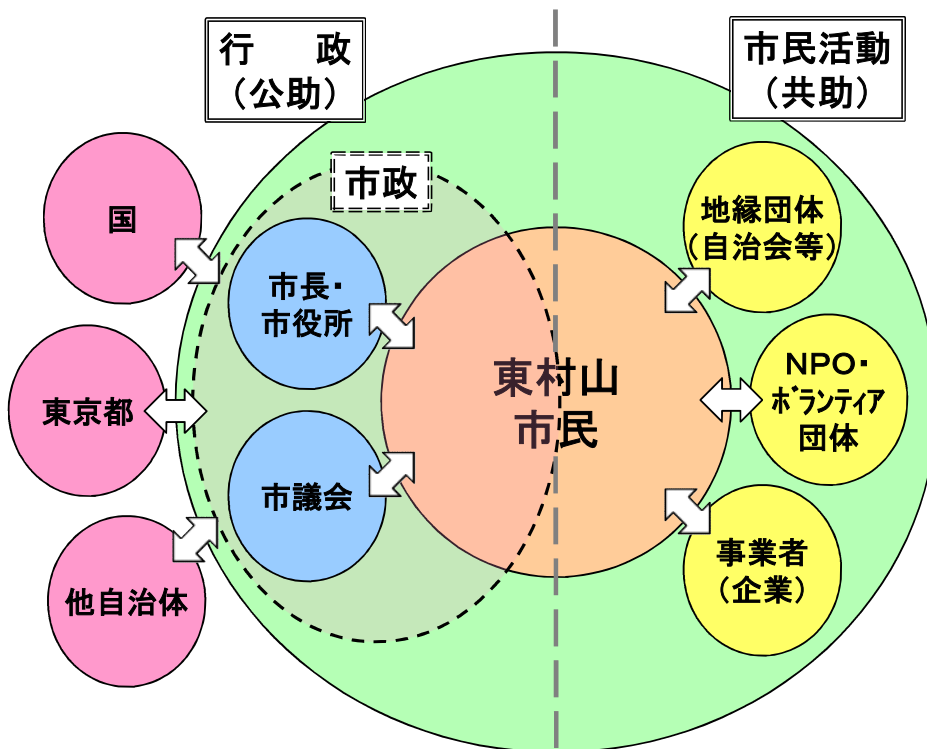 行　政
（公助）
市民活動
（共助）
市政
国
東京都
他自治体
市長・
市役所
市議会
東村山
市民
地縁団体
（自治会等）
ＮＰＯ・
ﾎﾞﾗﾝﾃｨｱ
団体
事業者
（企業）